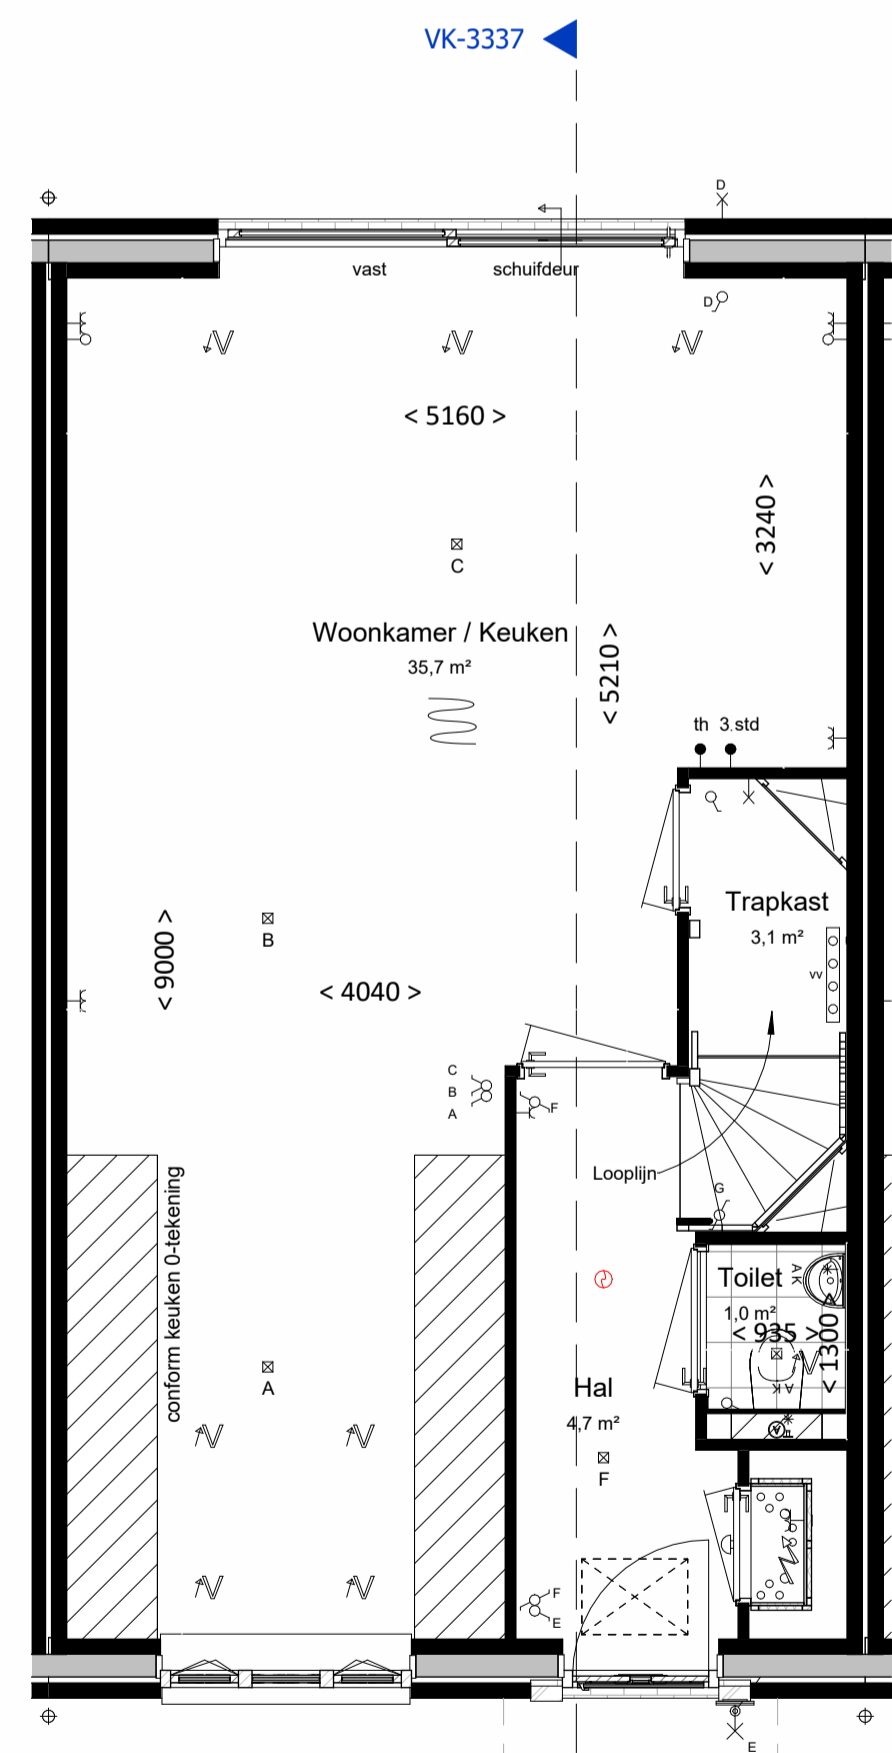 VK-3337
D
vast
schuifdeur
D
< 5160 >
< 3240 >
C
Woonkamer / Keuken
35,7 m²
< 5210 >
th
3.std
Trapkast
3,1 m²
vv
B
< 9000 >
< 4040 >
C
B
A
F
Looplijn
G
conform keuken 0-tekening
Toilet
AK
1,0 m²
< 935 >
< 1300 >
AK
A
Hal
4,7 m²
A
F
F
E
E